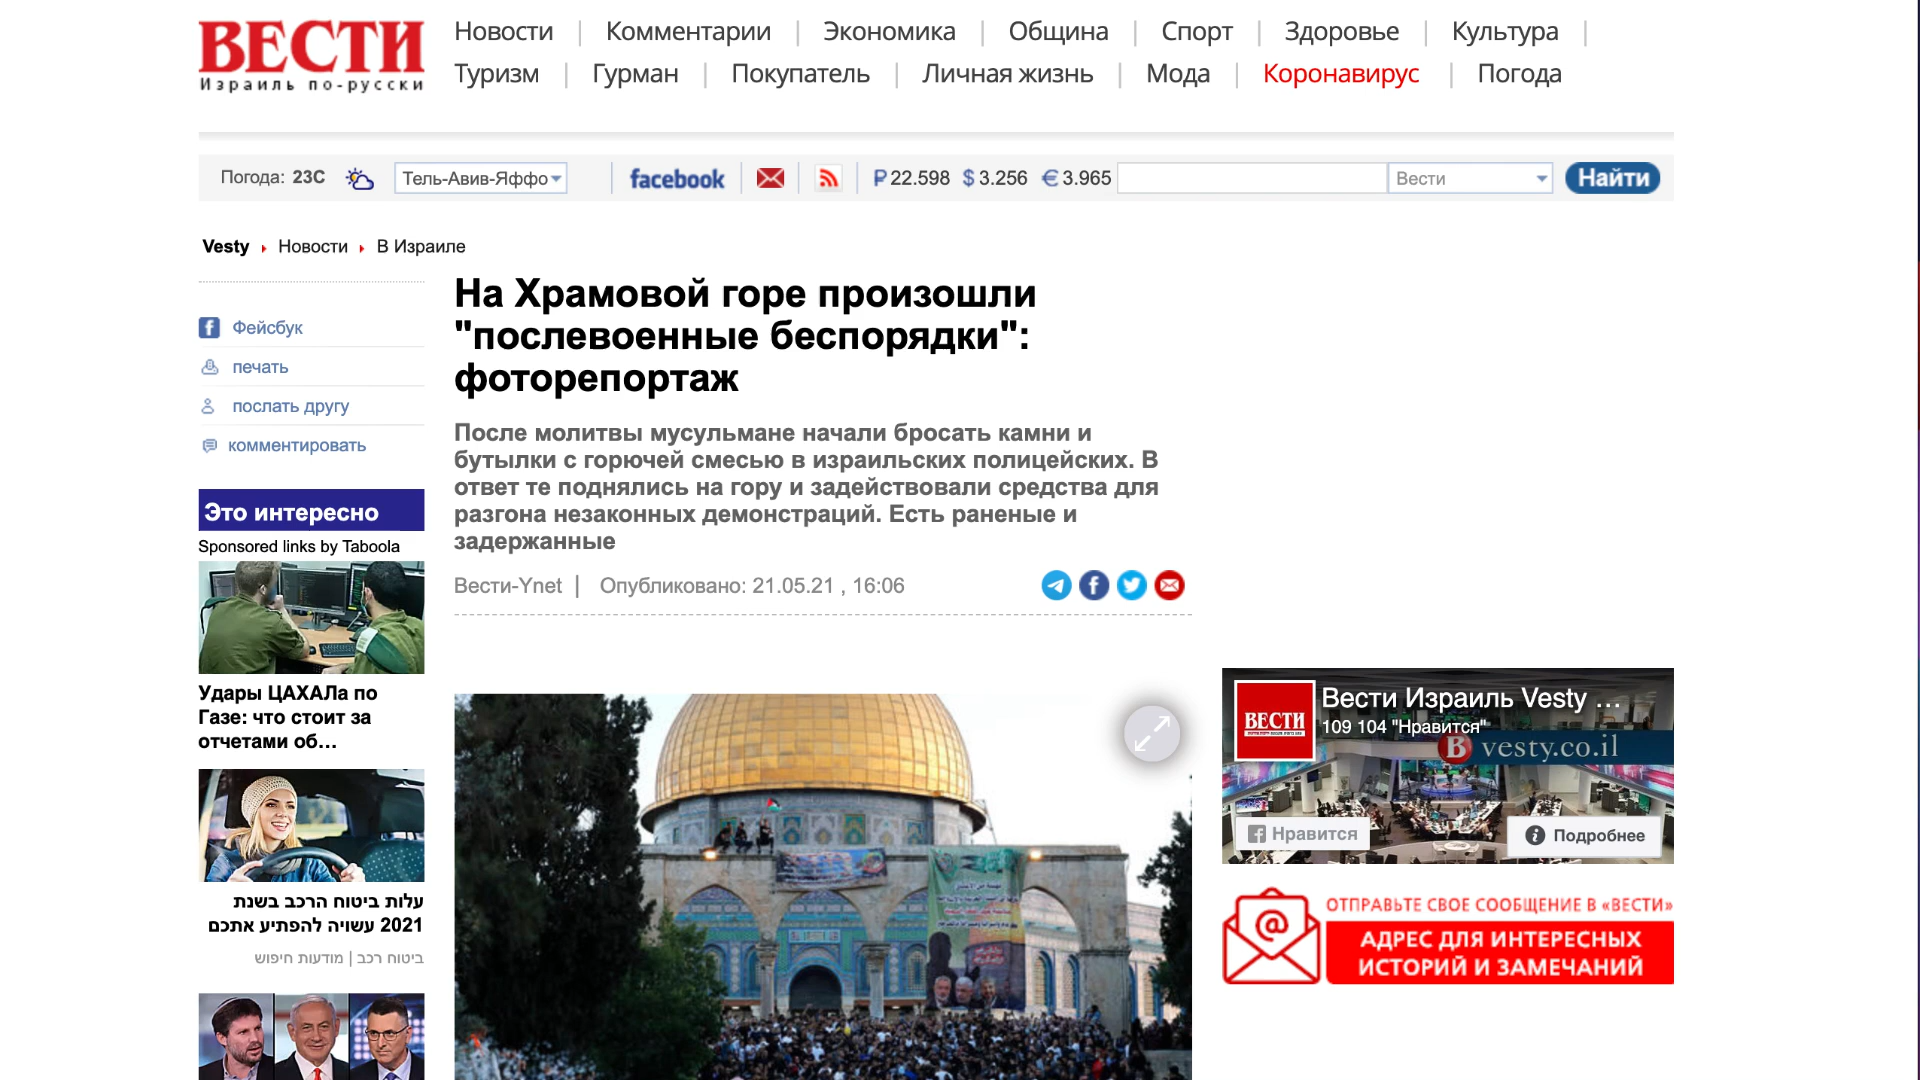 ВЕСТИ
Израиль по-русски
Новости | Комментарии | Экономика | Община | Спорт | Здоровье | Культура |
Туризм | Гурман | Покупатель | Личная жизнь | Мода | Коронавирус | Погода
Погода: 23C
Тель-Авив-Яффо
facebook
₽ 22.598 $ 3.256 € 3.965
Вести
Найти
Vesty Новости В Израиле
Фейсбук
печать
послать другу
комментировать
Это интересно
Sponsored links by Taboola
Удары ЦАХАЛа по
Газе: что стоит за
отчетами об...
עלות ביטוח הרכב בשנת
2021 עשויה להפתיע אתכם
ביטוח רכב | מודעות חיפוש
На Храмовой горе произошли
"послевоенные беспорядки":
фоторепортаж
После молитвы мусульмане начали бросать камни и
бутылки с горючей смесью в израильских полицейских. В
ответ те поднялись на гору и задействовали средства для
разгона незаконных демонстраций. Есть раненые и
задержанные
Вести-Ynet | Опубликовано: 21.05.21 , 16:06
ВЕСТИ
Вести Израиль Vesty ...
109 104 "Нравится"
B vesty.co.il
Нравится
Подробнее
ОТПРАВЬТЕ СВОЕ СООБЩЕНИЕ В «ВЕСТИ»
АДРЕС ДЛЯ ИНТЕРЕСНЫХ
ИСТОРИЙ И ЗАМЕЧАНИЙ